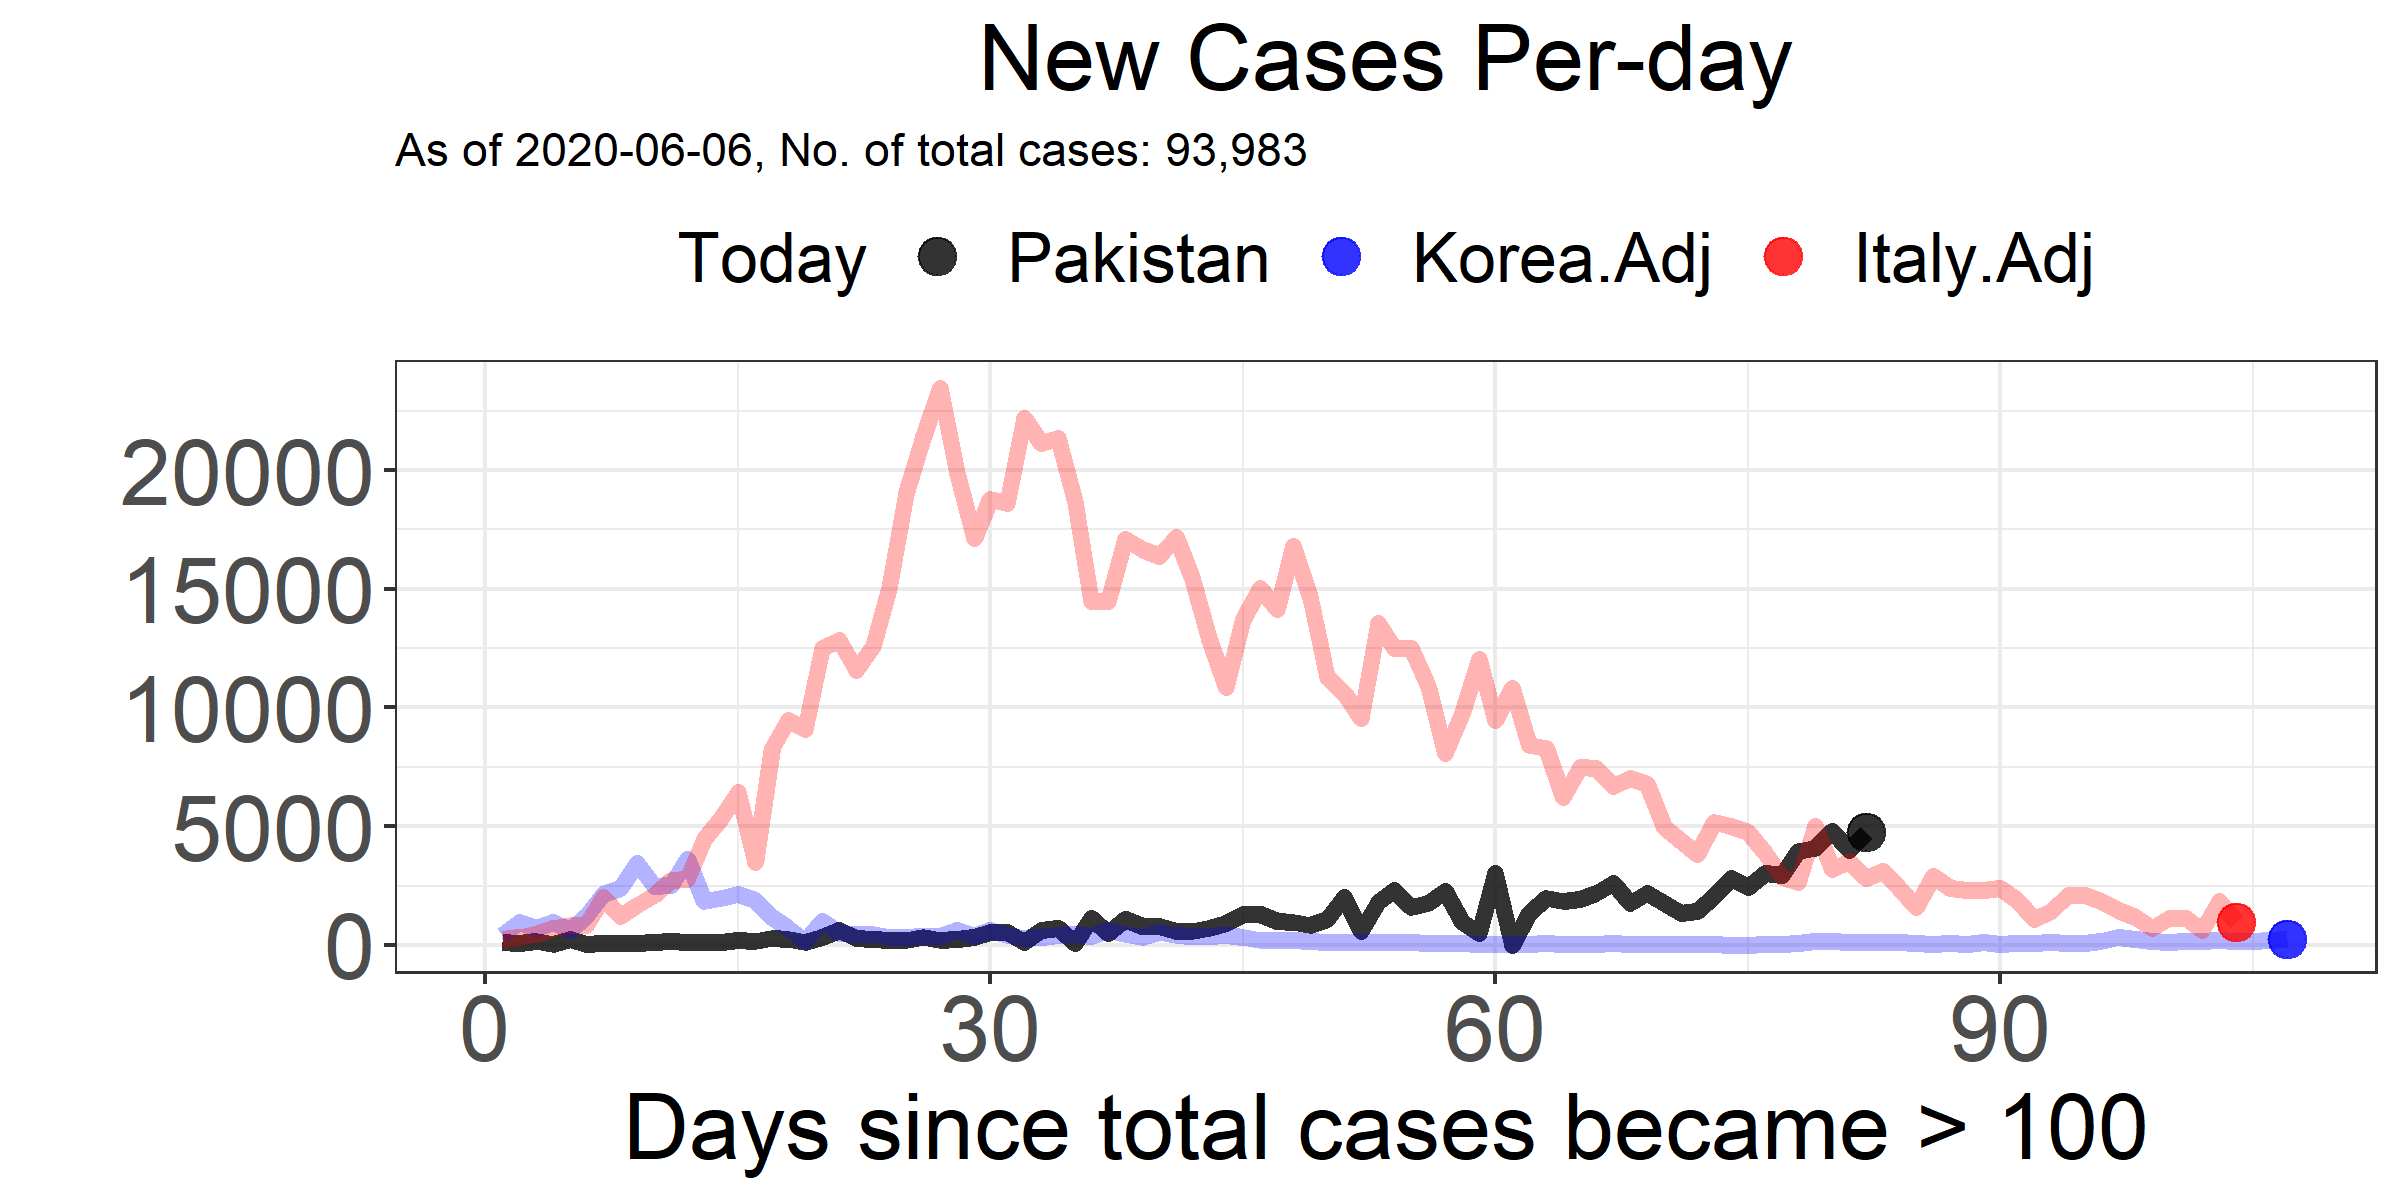 New Cases Per-day
As of 2020-06-06, No. of total cases: 93,983
Today Pakistan Korea.Adj Italy.Adj
20000
15000
10000
5000
0
0 30 60 90
Days since total cases became > 100